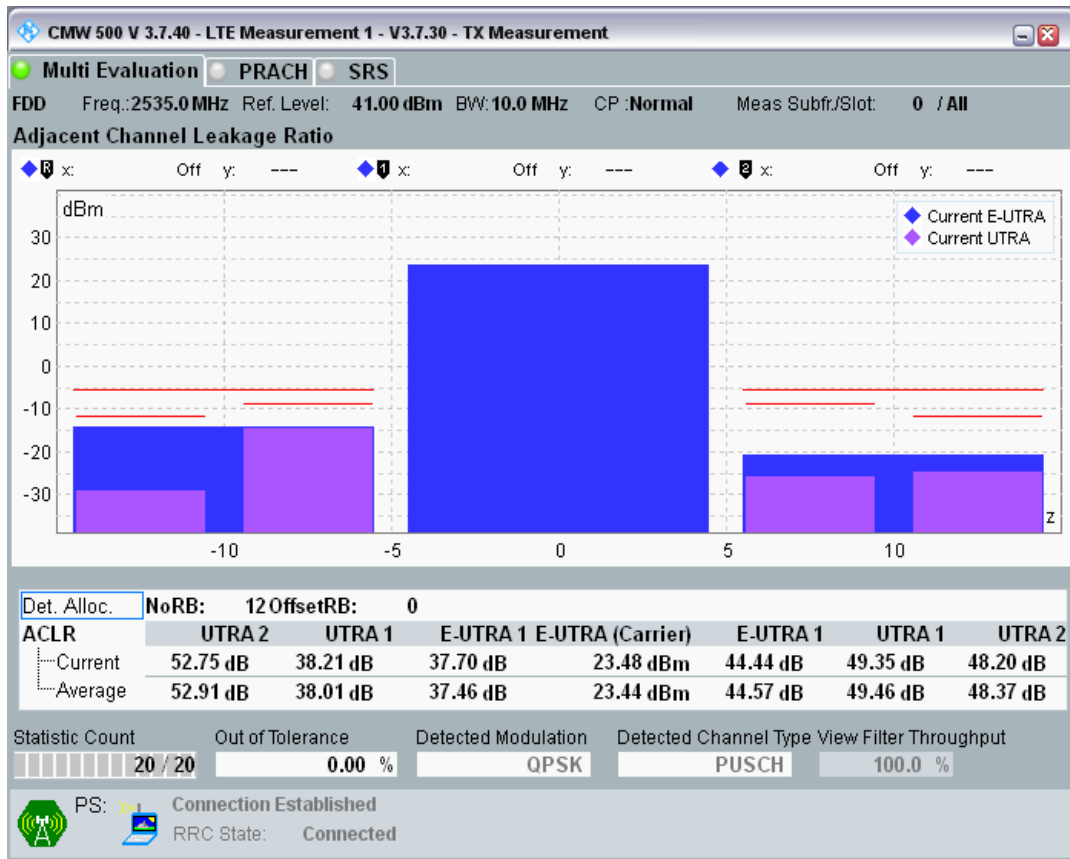 CMW 500 V 3.7.40 - LTE Measurement 1 - V3.7.30 - TX Measurement
Multi Evaluation PRACH SRS
FDD Freq.:2535.0 MHz Ref. Level: 41.00 dBm BW:10.0 MHz CP :Normal Meas Subfr./Slot: 0 / All
Adjacent Channel Leakage Ratio
R x: Off y: --- 1 x: Off y: --- 2 x: Off y: ---
dBm
Current E-UTRA
Current UTRA
30
20
10
0
-10
-20
-30
z
-10 -5 0 5 10
Det. Alloc. NoRB: 12 OffsetRB: 0
ACLR UTRA 2 UTRA 1 E-UTRA 1 E-UTRA (Carrier) E-UTRA 1 UTRA 1 UTRA 2
Current 52.75 dB 38.21 dB 37.70 dB 23.48 dBm 44.44 dB 49.35 dB 48.20 dB
Average 52.91 dB 38.01 dB 37.46 dB 23.44 dBm 44.57 dB 49.46 dB 48.37 dB
Statistic Count Out of Tolerance Detected Modulation Detected Channel Type View Filter Throughput
20 / 20 0.00 % QPSK PUSCH 100.0 %
PS: Connection Established
RRC State: Connected